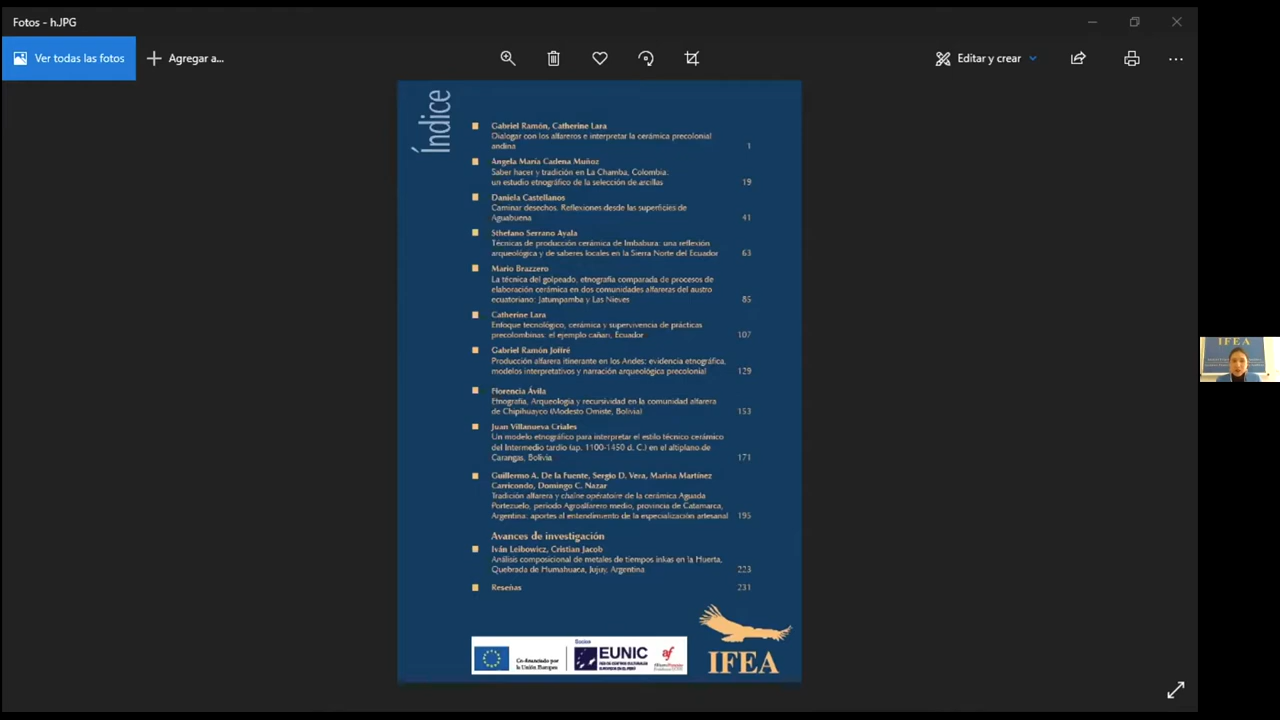 Fotos - h.JPG
Ver todas las fotos
Agregar a...
Editar y crear
Índice
Gabriel Ramón, Catherine Lara
Dialogar con los alfareros e interpretar la cerámica precolonial
andina 1
Angela María Cadena Muñoz
Saber hacer y tradición en La Chamba, Colombia:
un estudio etnográfico de la selección de arcillas 19
Daniela Castellanos
Caminar desechos. Reflexiones desde las superficies de
Aguabuena 41
Sthefano Serrano Ayala
Técnicas de producción cerámica de Imbabura: una reflexión
arqueológica y de saberes locales en la Sierra Norte del Ecuador 63
Mario Brazzero
La técnica del golpeado, etnografía comparada de procesos de
elaboración cerámica en dos comunidades alfareras del austro
ecuatoriano: Jatumpamba y Las Nieves 85
Catherine Lara
Enfoque tecnológico, cerámica y supervivencia de prácticas
precolombinas: el ejemplo cañari, Ecuador 107
Gabriel Ramón Joffré
Producción alfarera itinerante en los Andes: evidencia etnográfica,
modelos interpretativos y narración arqueológica precolonial 129
Florencia Ávila
Etnografía, Arqueología y recursividad en la comunidad alfarera
de Chipihuayco (Modesto Omiste, Bolivia) 153
Juan Villanueva Criales
Un modelo etnográfico para interpretar el estilo técnico cerámico
del Intermedio tardío (ap. 1100-1450 d. C.) en el altiplano de
Carangas, Bolivia 171
Guillermo A. De la Fuente, Sergio D. Vera, Marina Martínez
Carricondo, Domingo C. Nazar
Tradición alfarera y chaîne opératoire de la cerámica Aguada
Portezuelo, periodo Agroalfarero medio, provincia de Catamarca,
Argentina: aportes al entendimiento de la especialización artesanal 195
Avances de investigación
Iván Leibowicz, Cristian Jacob
Análisis composicional de metales de tiempos inkas en la Huerta,
Quebrada de Humahuaca, Jujuy, Argentina 223
Reseñas 231
Socios
Co-financiado por
la Unión Europea
EUNIC
af
IFEA
IFEA